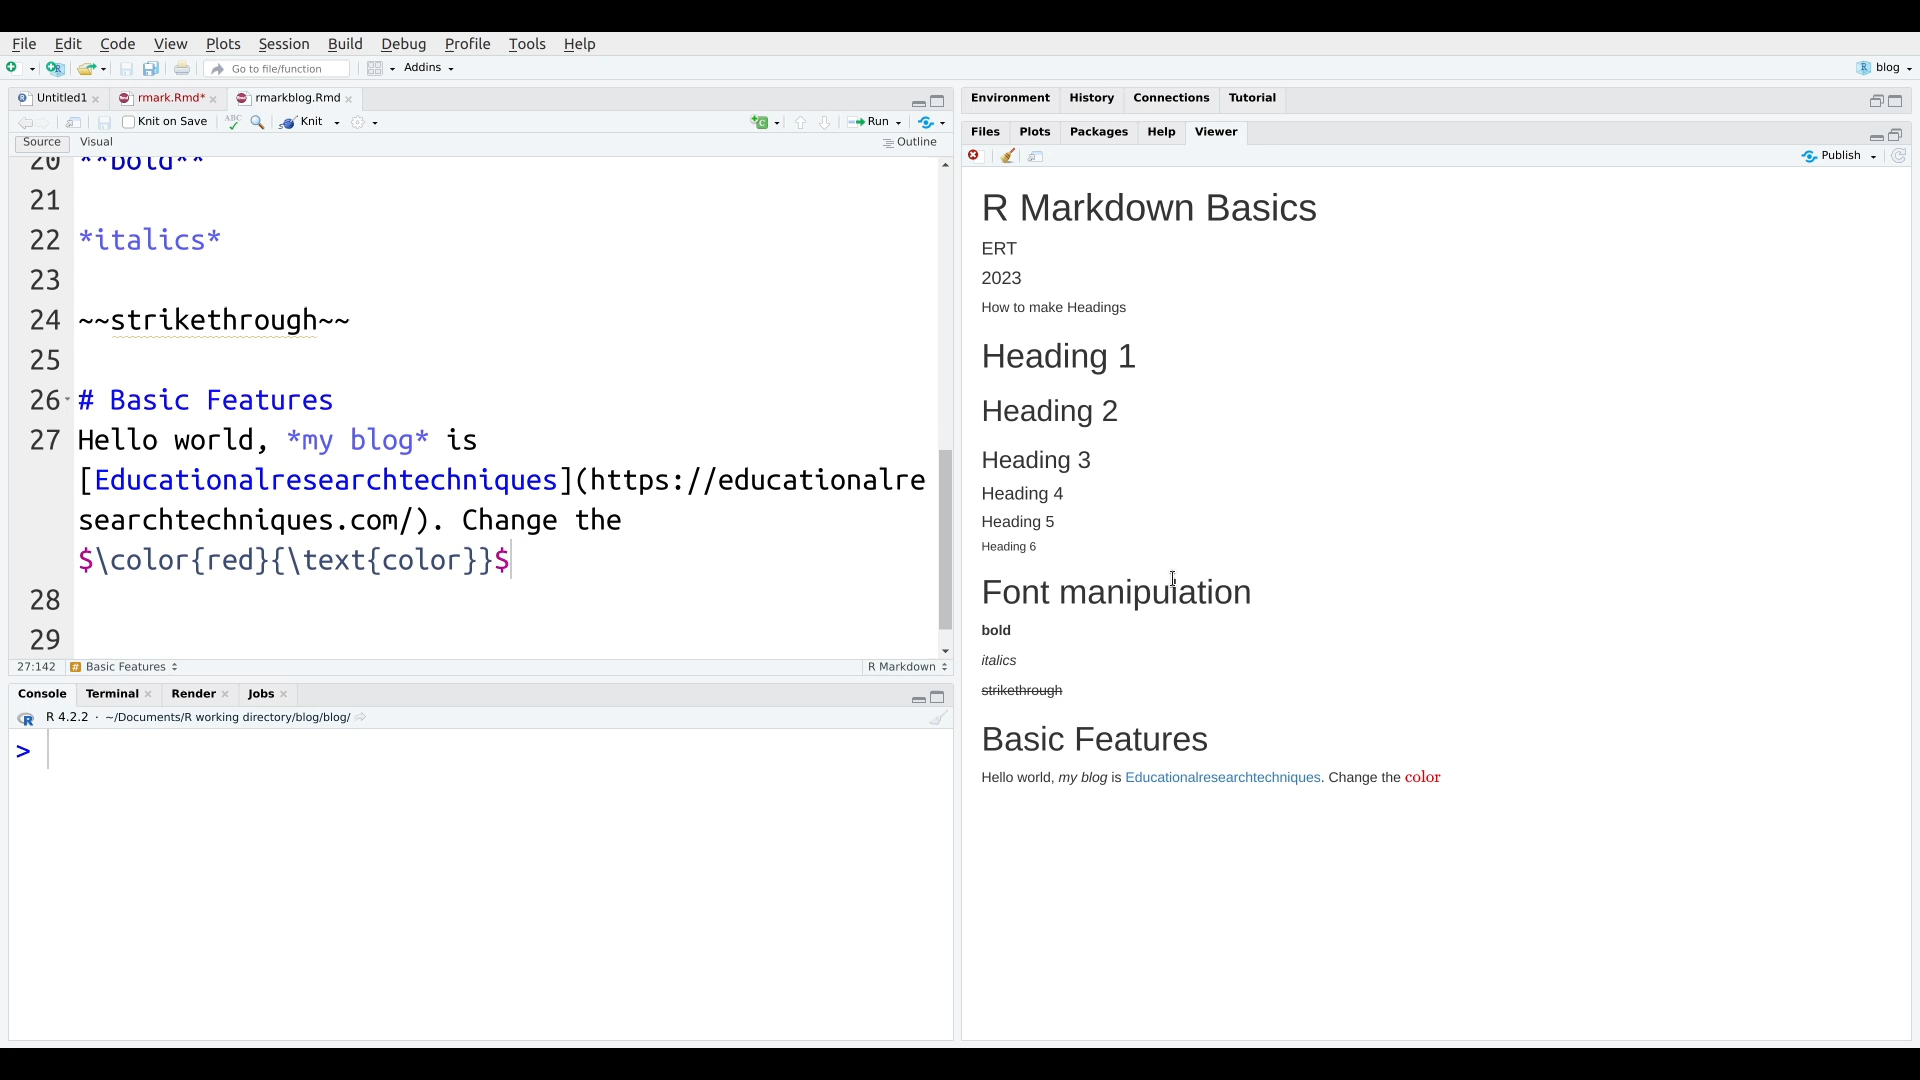 File Edit Code View Plots Session Build Debug Profile Tools Help
Go to file/function Addins blog
Untitled1 rmark.Rmd* rmarkblog.Rmd
Knit on Save ABC Knit Run
Source Visual Outline
20 **bold**
21
22 *italics*
23
24 ~~strikethrough~~
25
26 # Basic Features
27 Hello world, *my blog* is
[Educationalresearchtechniques](https://educationalre
searchtechniques.com/). Change the
$\color{red}{\text{color}}$
28
29
27:142 # Basic Features R Markdown
Console Terminal Render Jobs
R 4.2.2 · ~/Documents/R working directory/blog/blog/
>
Environment History Connections Tutorial
Files Plots Packages Help Viewer
Publish
R Markdown Basics
ERT
2023
How to make Headings
Heading 1
Heading 2
Heading 3
Heading 4
Heading 5
Heading 6
Font manipulation
bold
italics
strikethrough
Basic Features
Hello world, my blog is Educationalresearchtechniques. Change the color